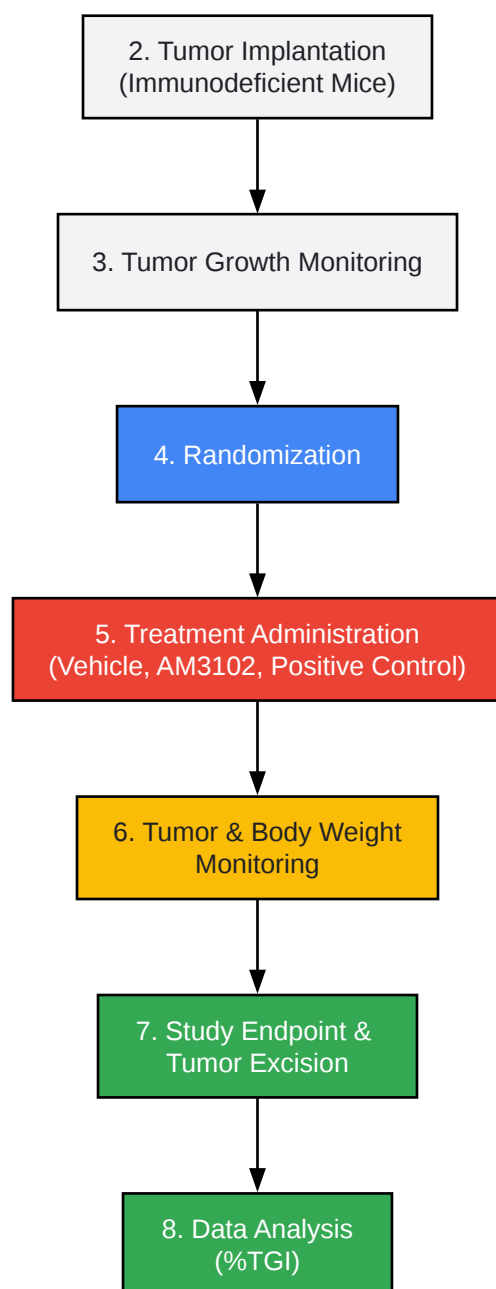 2. Tumor Implantation
(Immunodeficient Mice)
3. Tumor Growth Monitoring
4. Randomization
5. Treatment Administration
(Vehicle, AM3102, Positive Control)
6. Tumor & Body Weight
Monitoring
7. Study Endpoint &
Tumor Excision
8. Data Analysis
(%TGI)